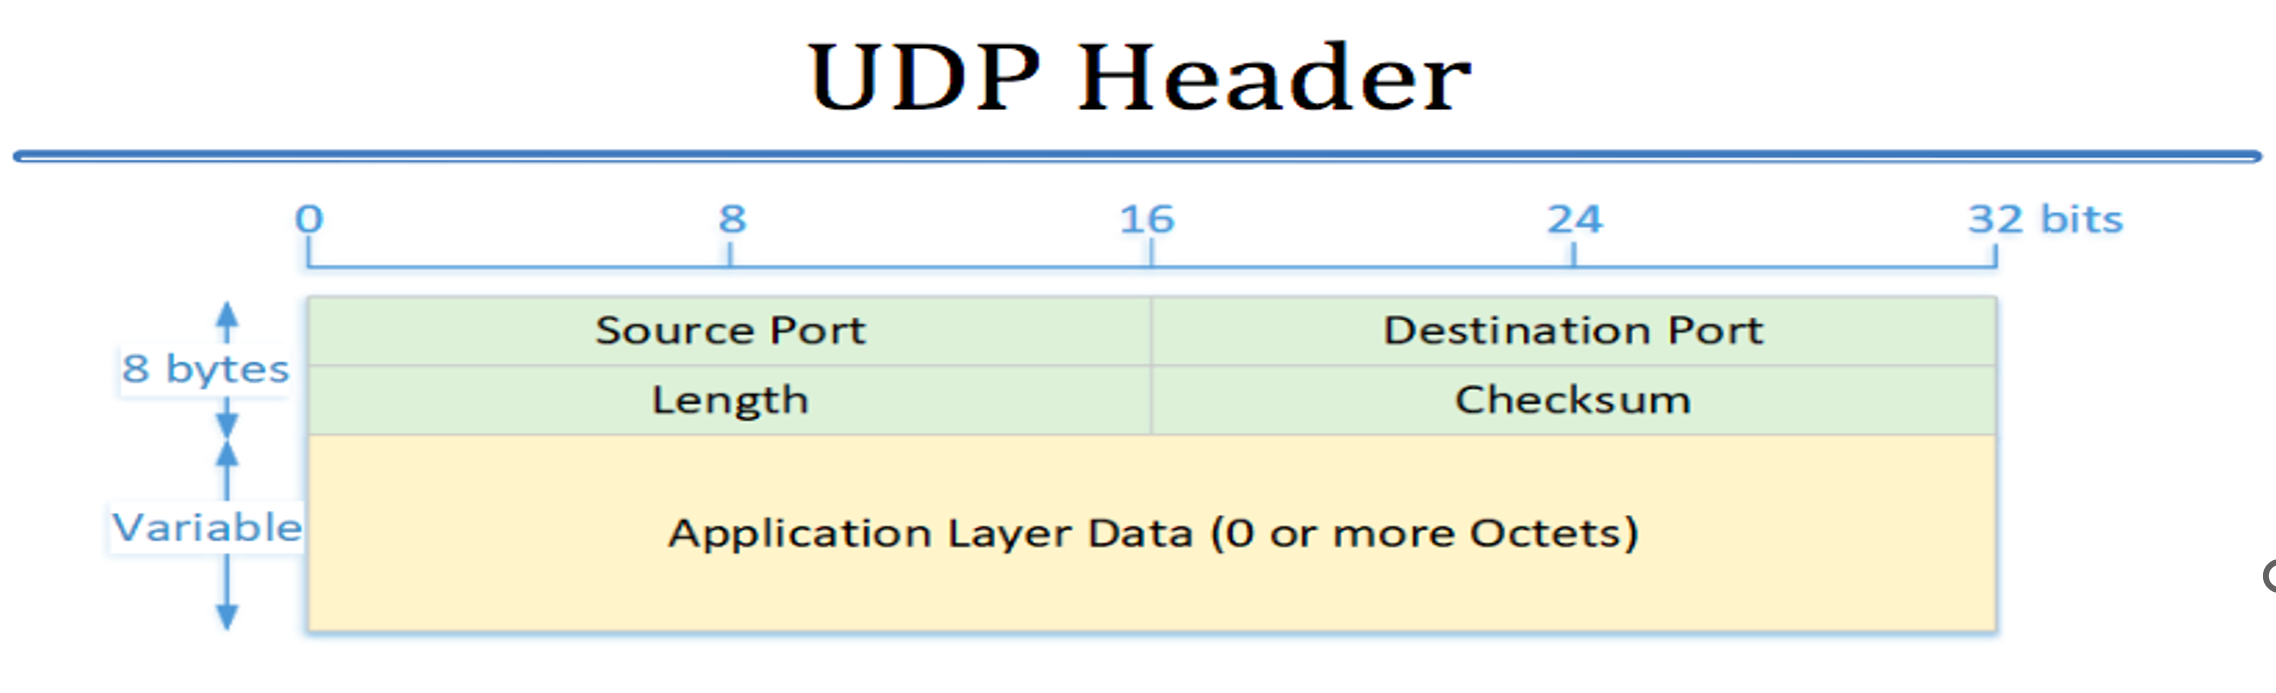 UDP Header
0 8 16 24 32 bits
Source Port Destination Port
8 bytes
Length Checksum
Variable
Application Layer Data (0 or more Octets)